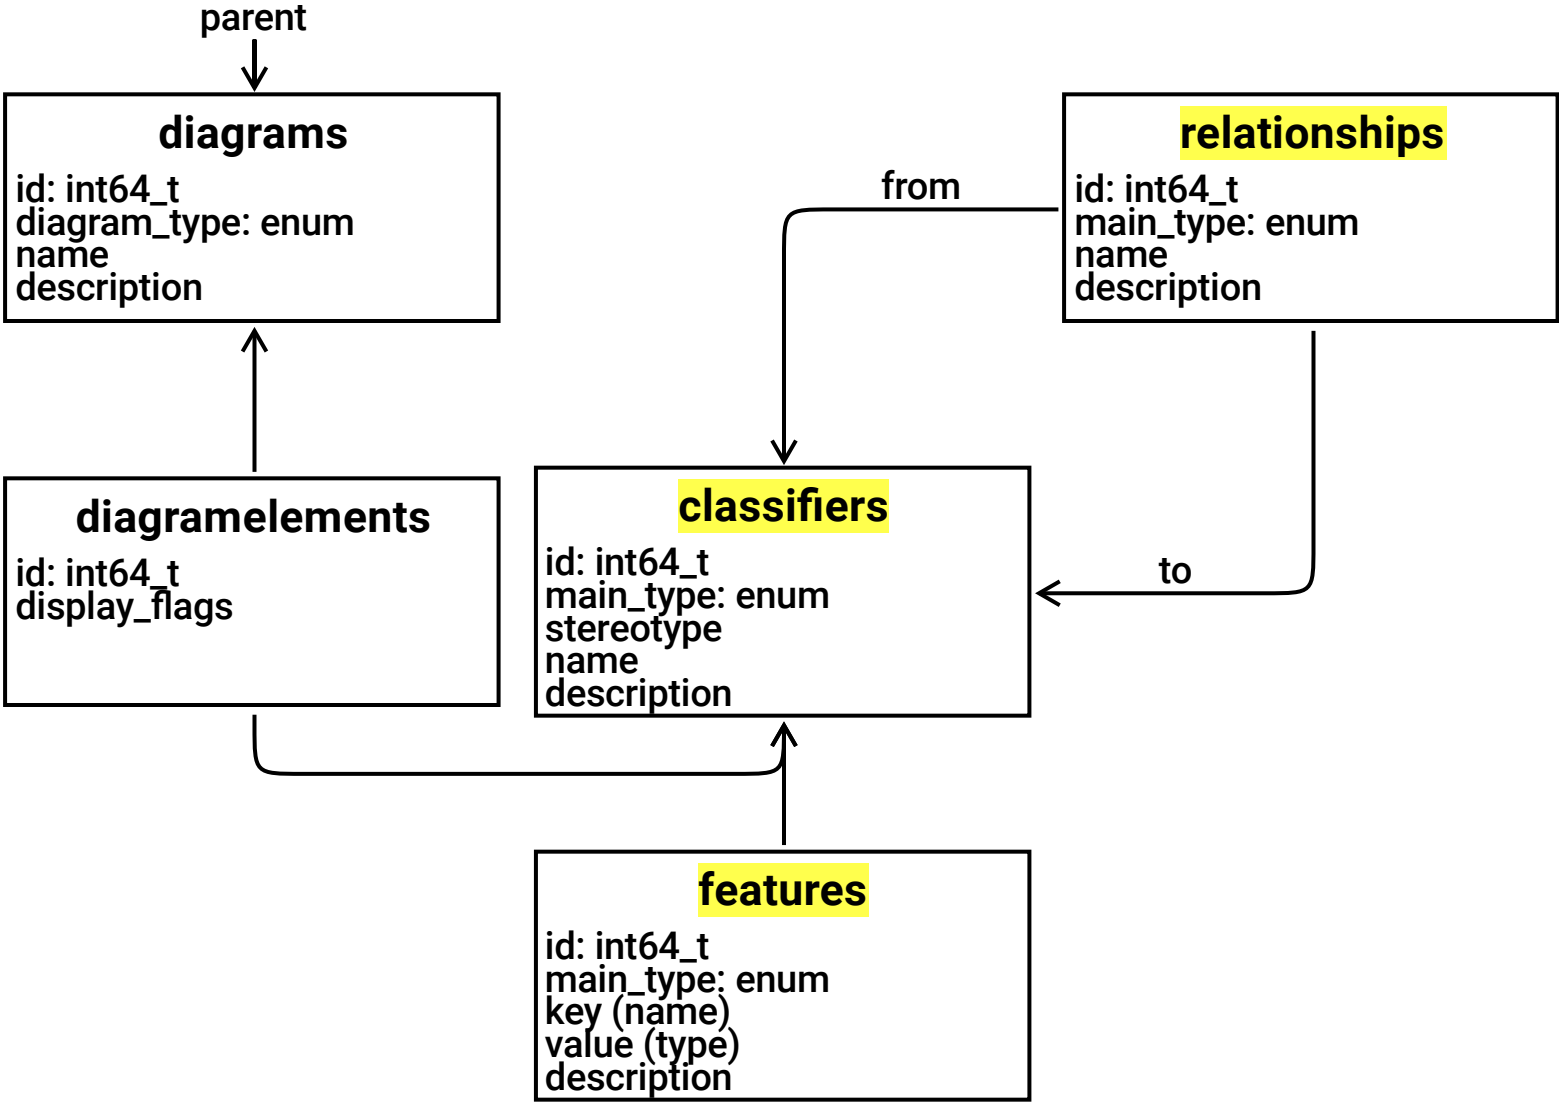 parent
diagrams
id: int64_t
diagram_type: enum
name
description
relationships
id: int64_t
main_type: enum
name
description
from
diagramelements
id: int64_t
display_flags
classifiers
id: int64_t
main_type: enum
stereotype
name
description
to
features
id: int64_t
main_type: enum
key (name)
value (type)
description